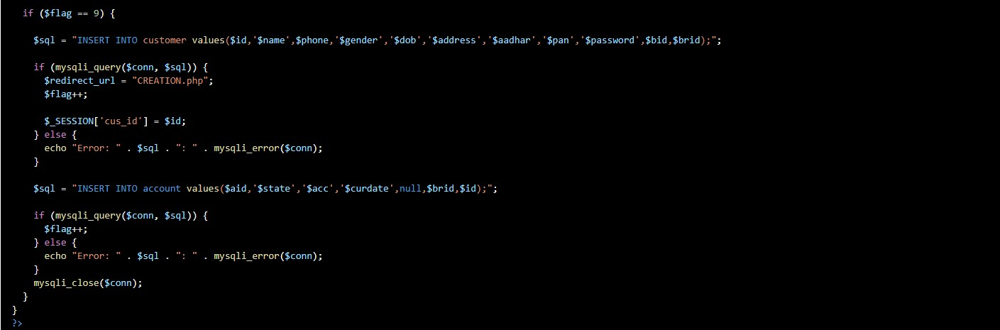 if ($flag == 9) {
$sql = "INSERT INTO customer values($id,'$name',$phone,'$gender','$dob','$address','$aadhar','$pan','$password',$bid,$brid);";
if (mysqli_query($conn, $sql)) {
$redirect_url = "CREATION.php";
$flag++;
$_SESSION['cus_id'] = $id;
} else {
echo "Error: " . $sql . ": " . mysqli_error($conn);
}
$sql = "INSERT INTO account values($aid,'$state','$acc','$curdate',null,$brid,$id);";
if (mysqli_query($conn, $sql)) {
$flag++;
} else {
echo "Error: " . $sql . ": " . mysqli_error($conn);
}
mysqli_close($conn);
}
}
?>